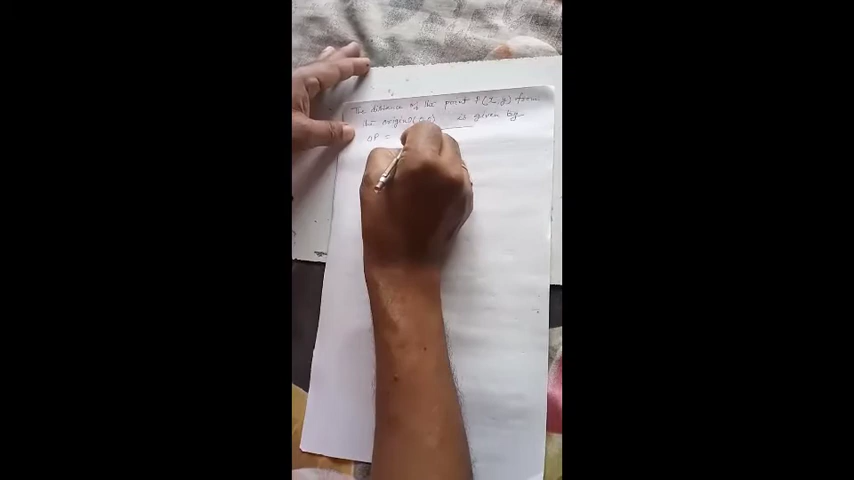 The distance of the point P(x,y) from
the origin O(0,0) is given by
OP =